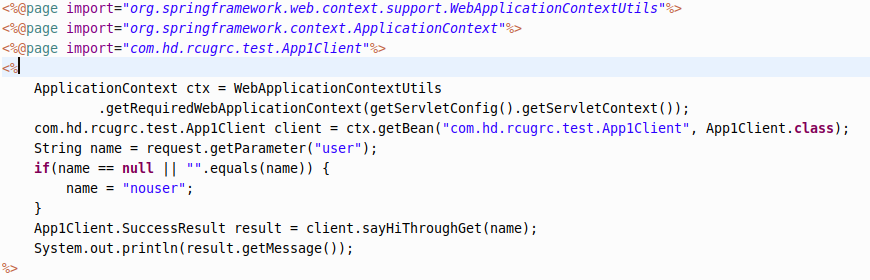 <%@page import="org.springframework.web.context.support.WebApplicationContextUtils"%>
<%@page import="org.springframework.context.ApplicationContext"%>
<%@page import="com.hd.rcugrc.test.App1Client"%>
<%
    ApplicationContext ctx = WebApplicationContextUtils
            .getRequiredWebApplicationContext(getServletConfig().getServletContext());
    com.hd.rcugrc.test.App1Client client = ctx.getBean("com.hd.rcugrc.test.App1Client", App1Client.class);
    String name = request.getParameter("user");
    if(name == null || "".equals(name)) {
        name = "nouser";
    }
    App1Client.SuccessResult result = client.sayHiThroughGet(name);
    System.out.println(result.getMessage());
%>